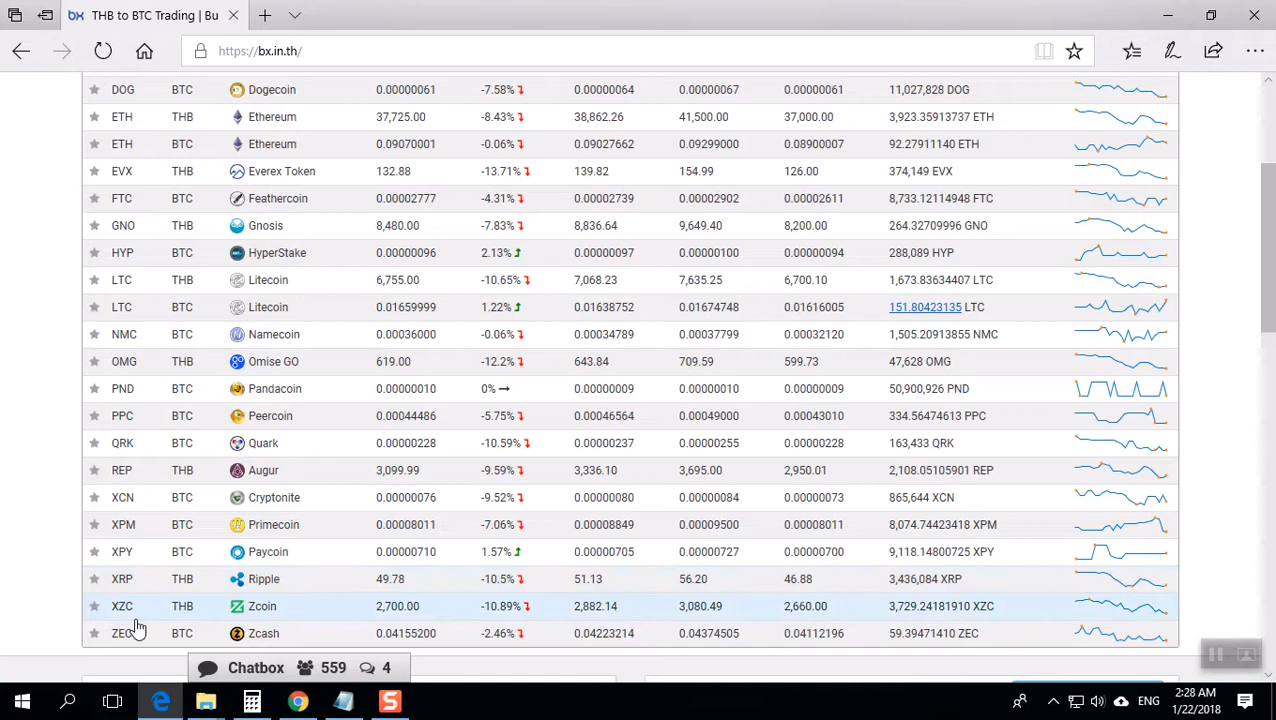 THB to BTC Trading | Bu
https://bx.in.th/
DOG BTC Dogecoin 0.00000061 -7.58% 0.00000064 0.00000067 0.00000061 11,027,828 DOG
ETH THB Ethereum 37,725.00 -8.43% 38,862.26 41,500.00 37,000.00 3,923.35913737 ETH
ETH BTC Ethereum 0.09070001 -0.06% 0.09027662 0.09299000 0.08900007 92.27911140 ETH
EVX THB Everex Token 132.88 -13.71% 139.82 154.99 126.00 374,149 EVX
FTC BTC Feathercoin 0.00002777 -4.31% 0.00002739 0.00002902 0.00002611 8,733.12114948 FTC
GNO THB Gnosis 8,480.00 -7.83% 8,836.64 9,649.40 8,200.00 264.32709996 GNO
HYP BTC HyperStake 0.00000096 2.13% 0.00000097 0.00000100 0.00000094 288,089 HYP
LTC THB Litecoin 6,755.00 -10.65% 7,068.23 7,635.25 6,700.10 1,673.83634407 LTC
LTC BTC Litecoin 0.01659999 1.22% 0.01638752 0.01674748 0.01616005 151.80423135 LTC
NMC BTC Namecoin 0.00036000 -0.06% 0.00034789 0.00037799 0.00032120 1,505.20913855 NMC
OMG THB Omise GO 619.00 -12.2% 643.84 709.59 599.73 47,628 OMG
PND BTC Pandacoin 0.00000010 0% 0.00000009 0.00000010 0.00000009 50,900,926 PND
PPC BTC Peercoin 0.00044486 -5.75% 0.00046564 0.00049000 0.00043010 334.56474613 PPC
QRK BTC Quark 0.00000228 -10.59% 0.00000237 0.00000255 0.00000228 163,433 QRK
REP THB Augur 3,099.99 -9.59% 3,336.10 3,695.00 2,950.01 2,108.05105901 REP
XCN BTC Cryptonite 0.00000076 -9.52% 0.00000080 0.00000084 0.00000073 865,644 XCN
XPM BTC Primecoin 0.00008011 -7.06% 0.00008849 0.00009500 0.00008011 8,074.74423418 XPM
XPY BTC Paycoin 0.00000710 1.57% 0.00000705 0.00000727 0.00000700 9,118.14800725 XPY
XRP THB Ripple 49.78 -10.5% 51.13 56.20 46.88 3,436,084 XRP
XZC THB Zcoin 2,700.00 -10.89% 2,882.14 3,080.49 2,660.00 3,729.24181910 XZC
ZEC BTC Zcash 0.04155200 -2.46% 0.04223214 0.04374505 0.04112196 59.39471410 ZEC
Chatbox 559 4
ENG
2:28 AM
1/22/2018